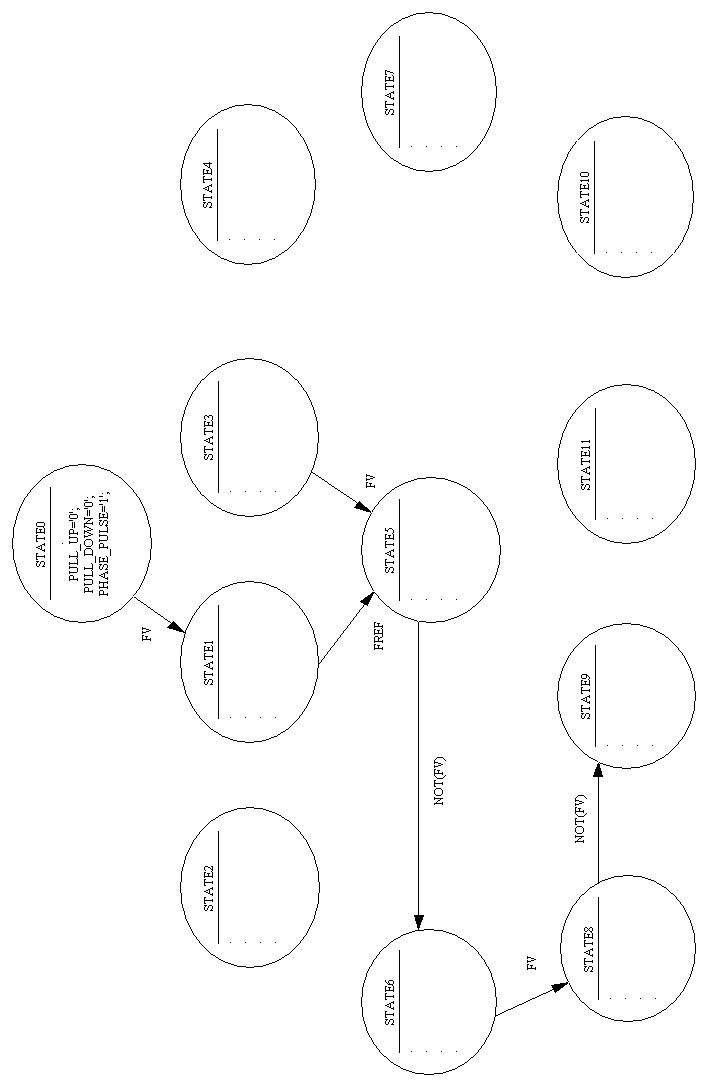 STATE7
STATE4
STATE10
STATE3
STATE0
PULL_UP='0';
PULL_DOWN='0';
PHASE_PULSE='1';
FV
STATE11
STATE5
FV
STATE1
FREF
STATE9
NOT(FV)
NOT(FV)
STATE2
STATE8
FV
STATE6